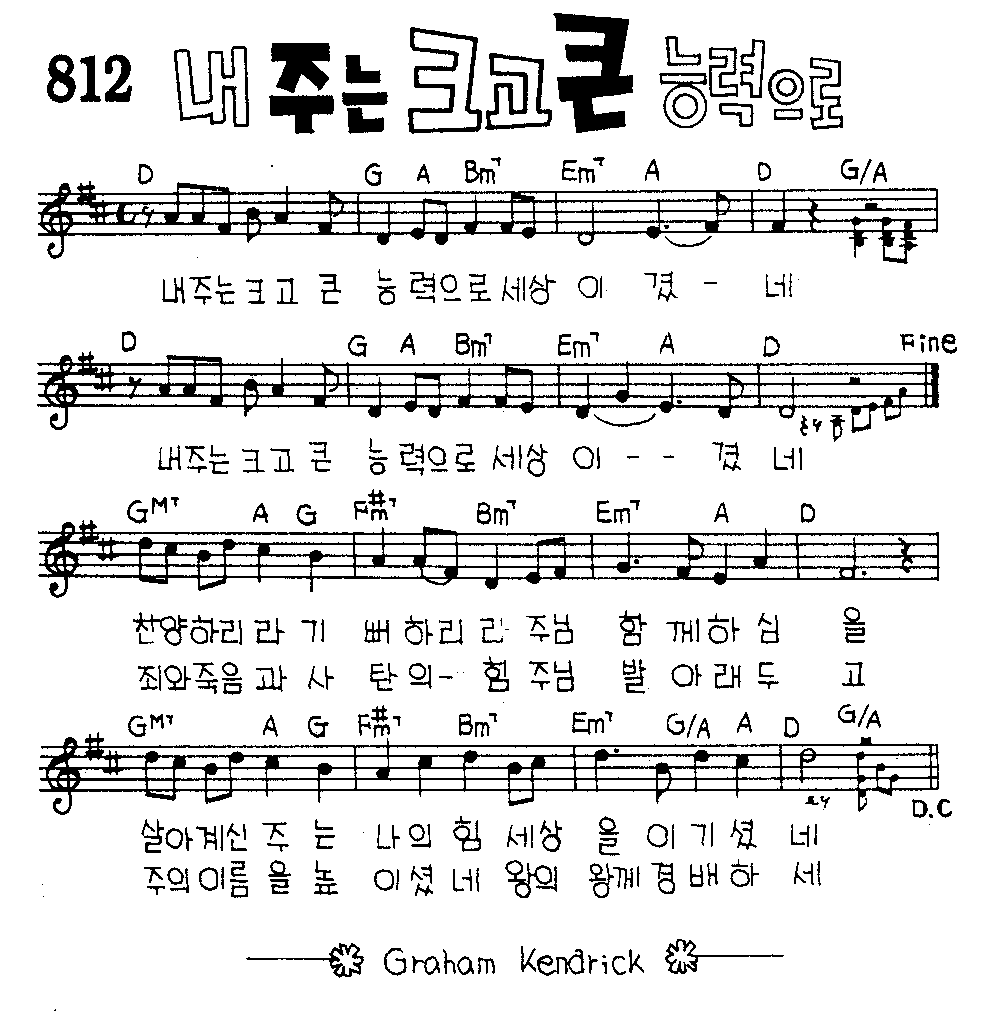 812 내 주는 크고 큰 능력으로
D G A Bm7 Em7 A D G/A
내주는크고 큰 능력으로세상 이 겼 - 네
D G A Bm7 Em7 A D Fine
내주는크고 큰 능력으로세상 이 - - 겼 네
GM7 A G F#m7 Bm7 Em7 A D
찬양하리라 기 뻐하리라 주님 함 께하심 을
죄와죽음과 사 탄의- 힘 주님 발 아래두 고
GM7 A G F#m7 Bm7 Em7 G/A A D G/A
D.C
살아계신 주 는 나의 힘 세상 을 이기셨 네
주의이름을 높 이셨네 왕의 왕께경배하 세
Graham Kendrick